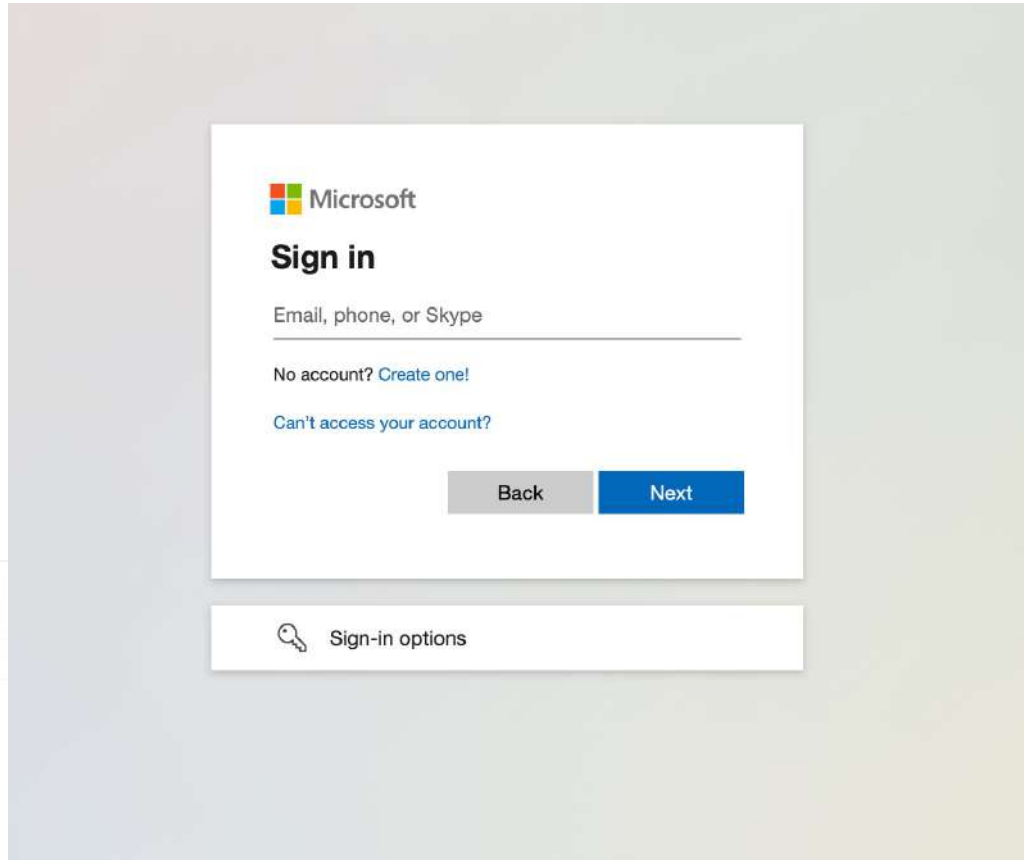 Microsoft
Sign in
Email, phone, or Skype
No account? Create one!
Can't access your account?
Back
Next
Sign-in options